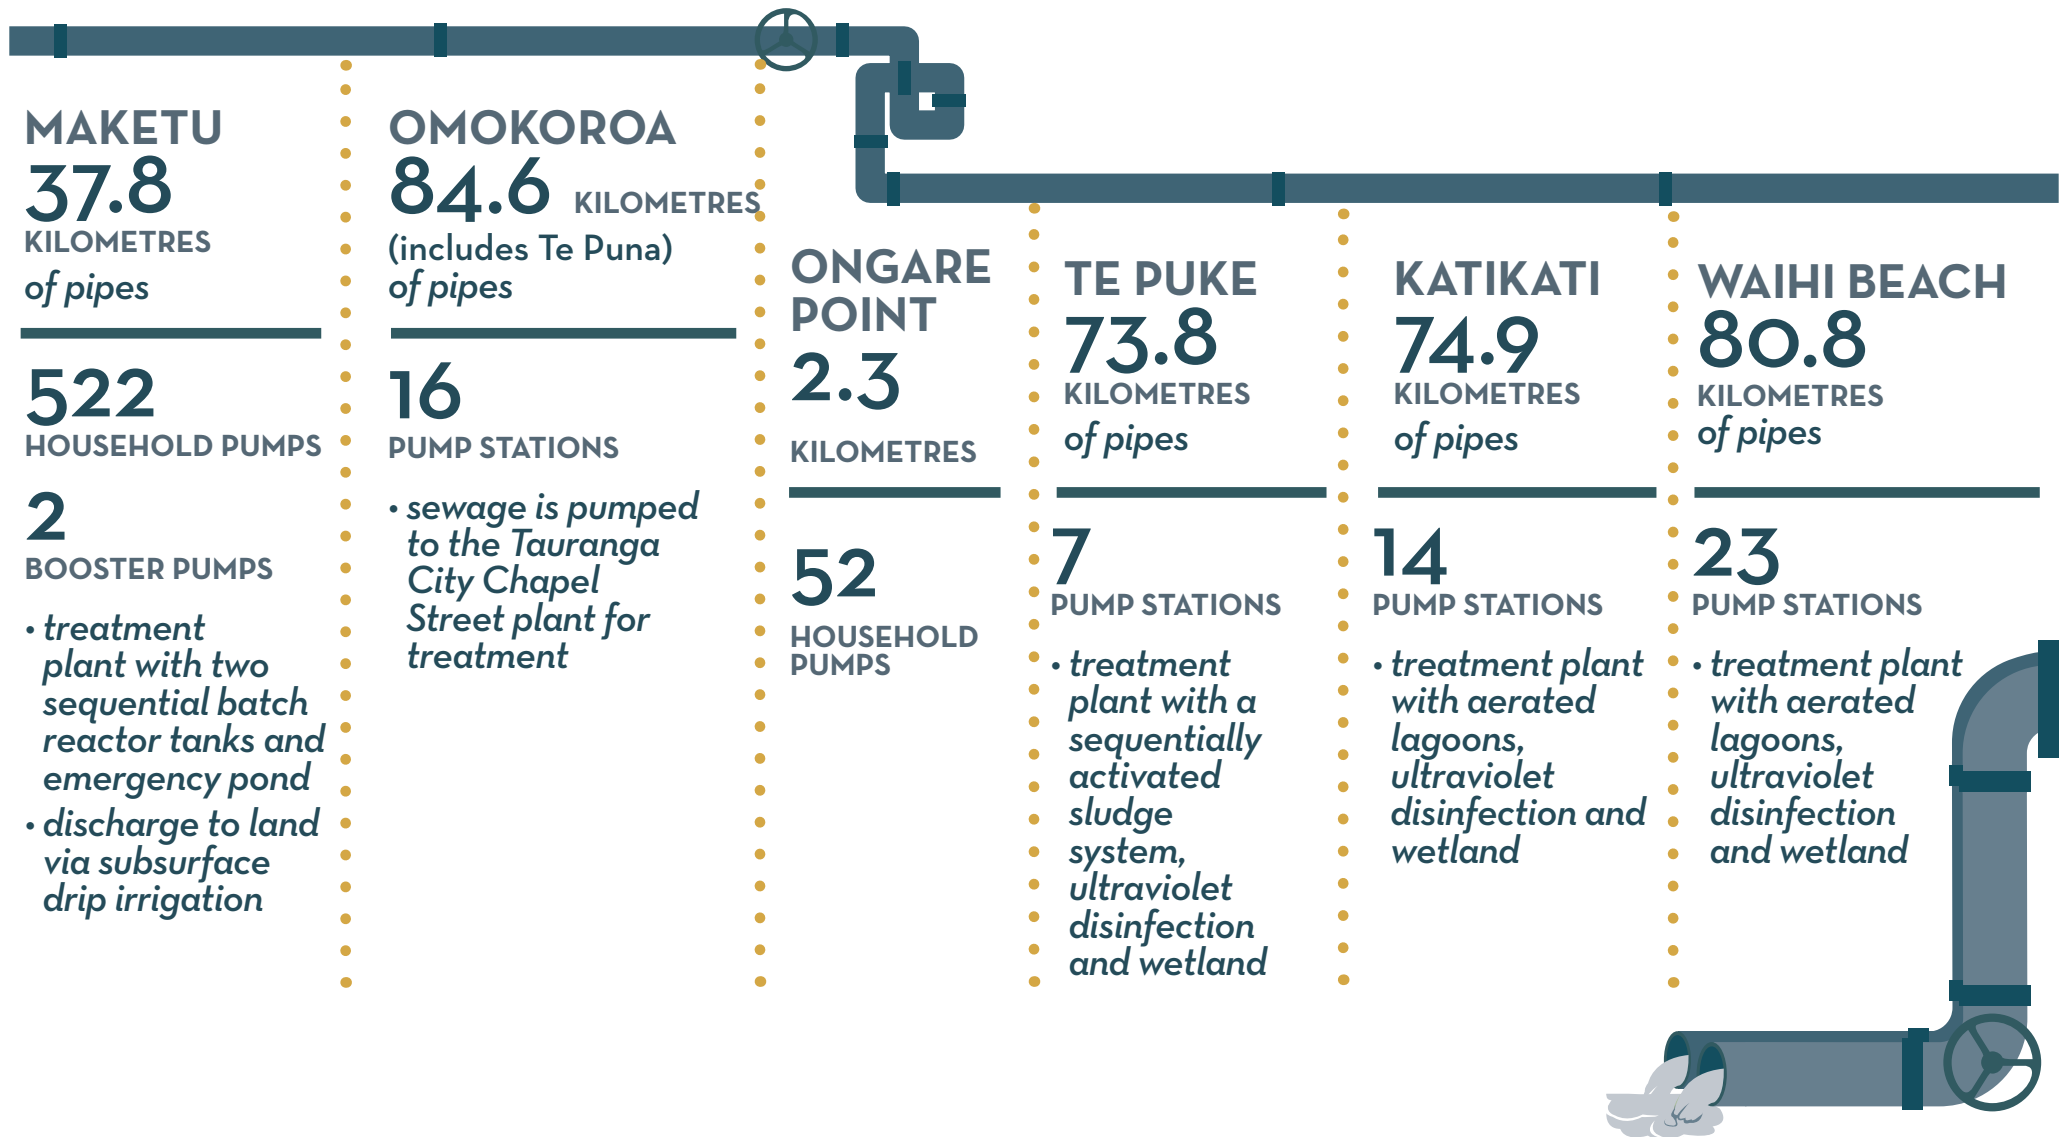 MAKETU
37.8
KILOMETRES
of pipes
522
HOUSEHOLD PUMPS
2
BOOSTER PUMPS
• treatment
plant with two
sequential batch
reactor tanks and
emergency pond
• discharge to land
via subsurface
drip irrigation
OMOKOROA
84.6 KILOMETRES
(includes Te Puna)
of pipes
16
PUMP STATIONS
• sewage is pumped
to the Tauranga
City Chapel
Street plant for
treatment
ONGARE
POINT
2.3
KILOMETRES
52
HOUSEHOLD
PUMPS
TE PUKE
73.8
KILOMETRES
of pipes
7
PUMP STATIONS
• treatment
plant with a
sequentially
activated
sludge
system,
ultraviolet
disinfection
and wetland
KATIKATI
74.9
KILOMETRES
of pipes
14
PUMP STATIONS
• treatment plant
with aerated
lagoons,
ultraviolet
disinfection and
wetland
WAIHI BEACH
80.8
KILOMETRES
of pipes
23
PUMP STATIONS
• treatment plant
with aerated
lagoons,
ultraviolet
disinfection
and wetland